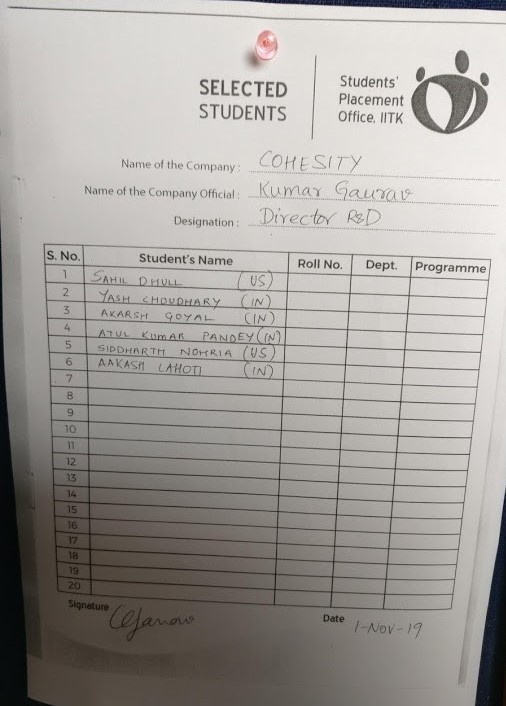 SELECTED
STUDENTS
Students'
Placement
Office, IITK
Name of the Company : COHESITY
Name of the Company Official : Kumar Gaurav
Designation : Director R&D
S. No. Student's Name Roll No. Dept. Programme
1 SAHIL DHULL (US)
2 YASH CHOUDHARY (IN)
3 AKARSH GOYAL (IN)
4 ATUL KUMAR PANDEY (IN)
5 SIDDHARTH NOHRIA (US)
6 AAKASH LAHOTI (IN)
7
8
9
10
11
12
13
14
15
16
17
18
19
20
Signature Date 1-Nov-19